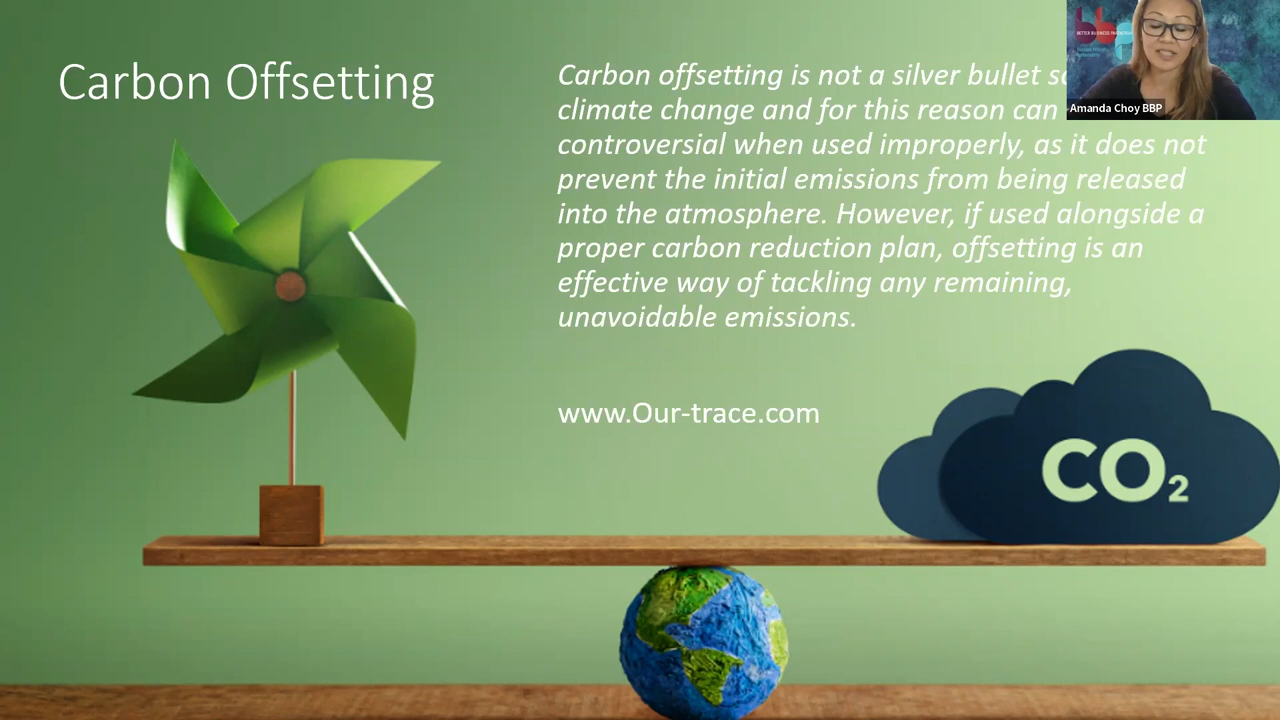 Carbon Offsetting
Carbon offsetting is not a silver bullet
climate change and for this reason can
controversial when used improperly, as it does not
prevent the initial emissions from being released
into the atmosphere. However, if used alongside a
proper carbon reduction plan, offsetting is an
effective way of tackling any remaining,
unavoidable emissions.
www.Our-trace.com
CO₂
Amanda Choy BBP